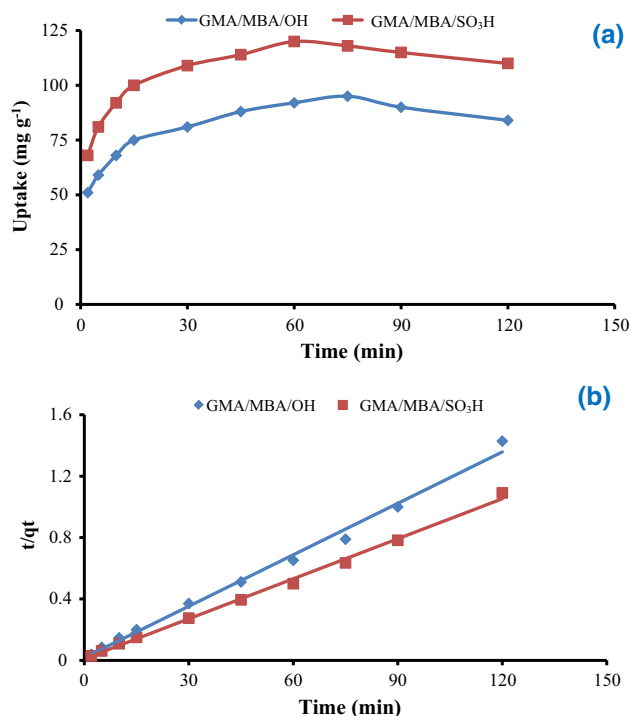 GMA/MBA/OH GMA/MBA/SO₃H
(a)
125
100
75
50
25
0
Uptake (mg g⁻¹)
0 30 60 90 120 150
Time (min)
(b)
GMA/MBA/OH GMA/MBA/SO₃H
1.6
1.2
0.8
0.4
0
t/qt
0 30 60 90 120 150
Time (min)